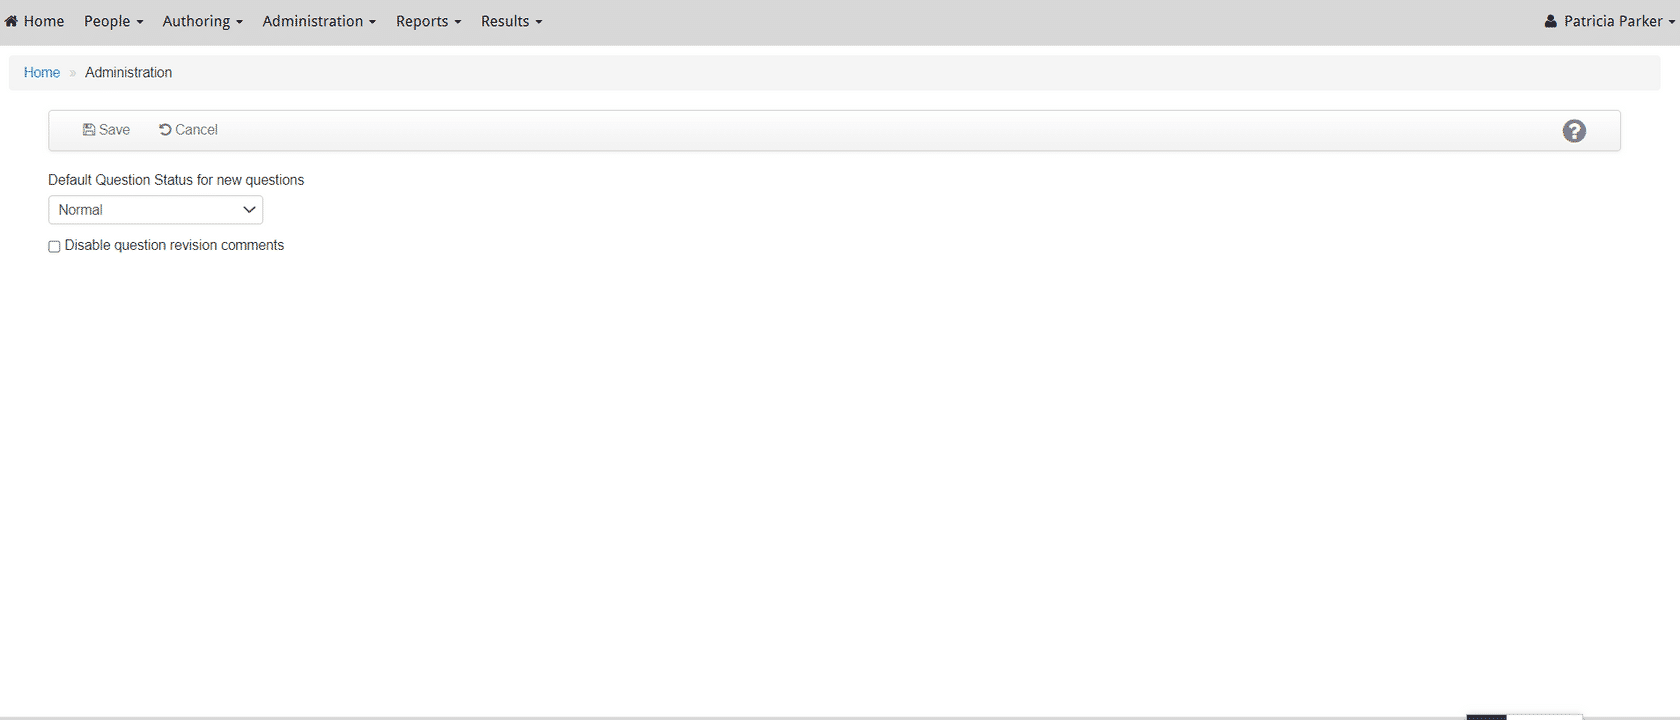 Home People Authoring Administration Reports Results Patricia Parker
Home » Administration
Save Cancel ?
Default Question Status for new questions
Normal
Disable question revision comments